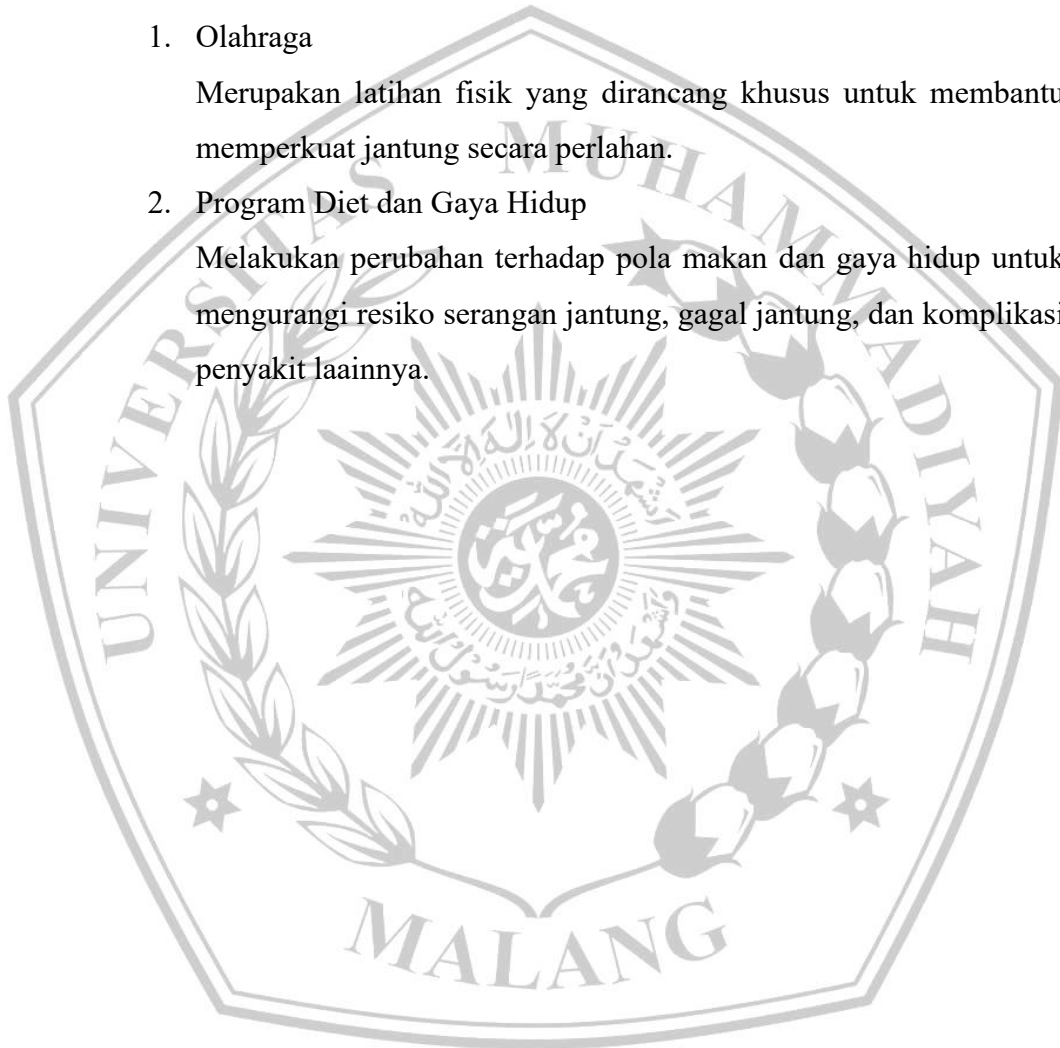 1. Olahraga
Merupakan latihan fisik yang dirancang khusus untuk membantu
memperkuat jantung secara perlahan.
2. Program Diet dan Gaya Hidup
Melakukan perubahan terhadap pola makan dan gaya hidup untuk
mengurangi resiko serangan jantung, gagal jantung, dan komplikasi
penyakit laainnya.
UNIVERSITAS MUHAMMADIYAH
MALANG